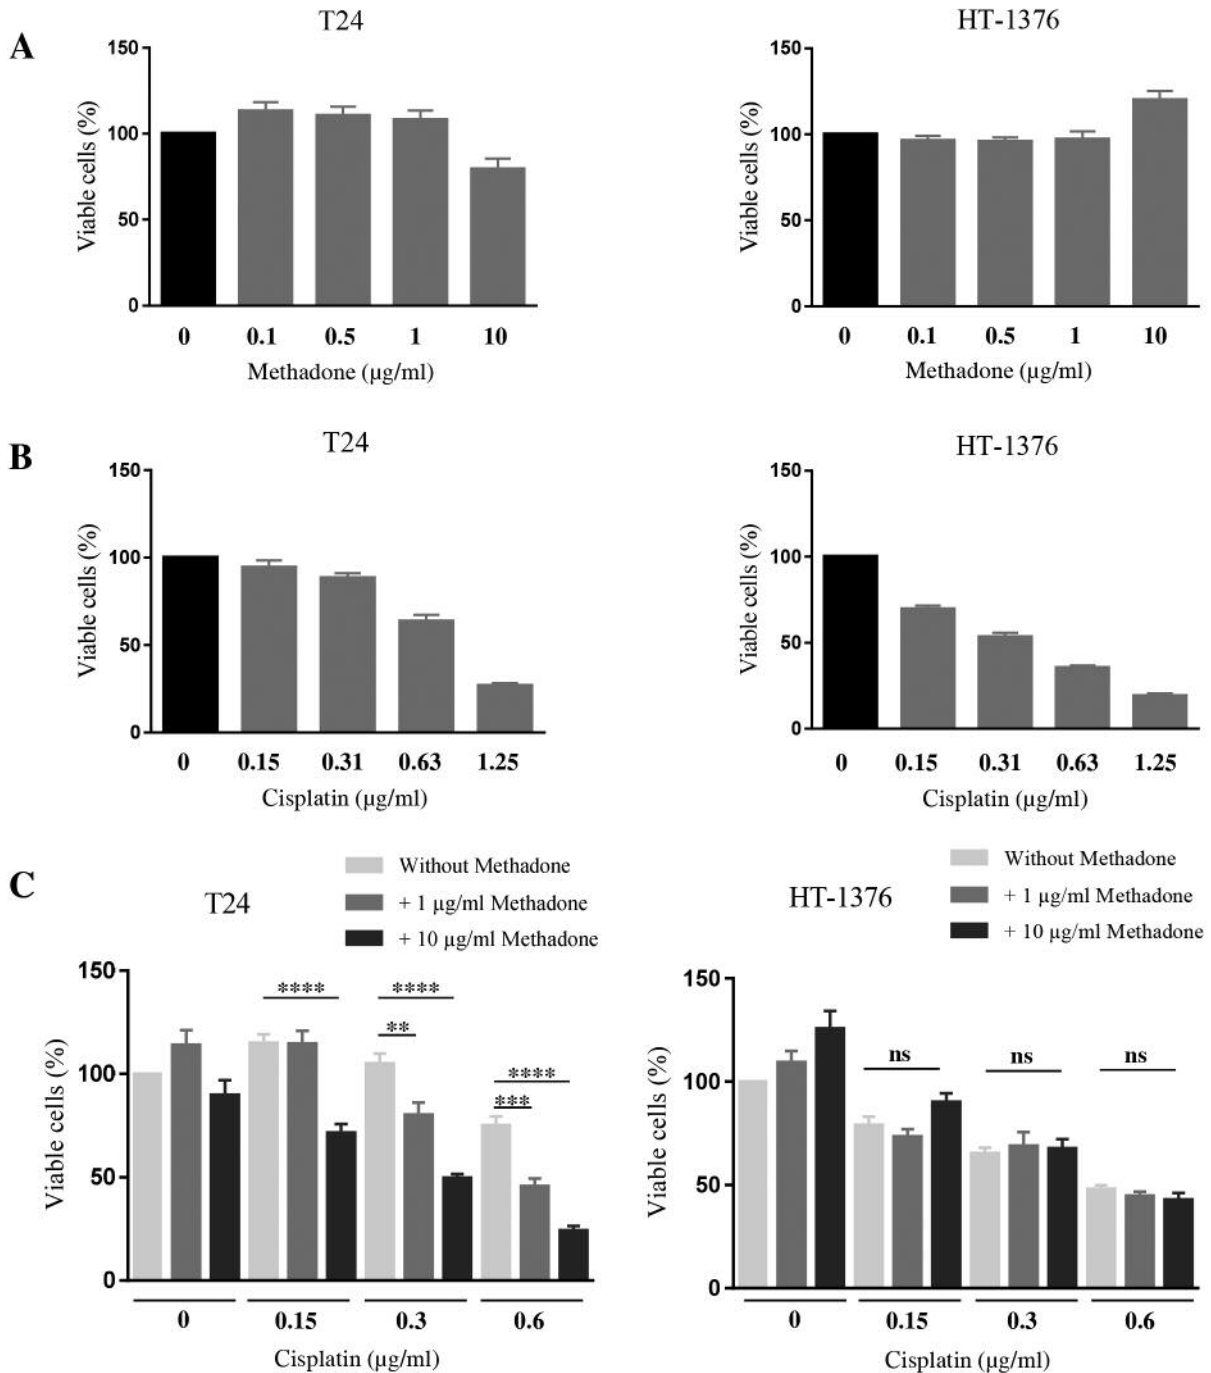 A
T24
Viable cells (%)
150
100
50
0
0 0.1 0.5 1 10
Methadone (µg/ml)
HT-1376
Viable cells (%)
150
100
50
0
0 0.1 0.5 1 10
Methadone (µg/ml)
B
T24
Viable cells (%)
150
100
50
0
0 0.15 0.31 0.63 1.25
Cisplatin (µg/ml)
HT-1376
Viable cells (%)
150
100
50
0
0 0.15 0.31 0.63 1.25
Cisplatin (µg/ml)
C
T24
Without Methadone
+ 1 µg/ml Methadone
+ 10 µg/ml Methadone
Viable cells (%)
150
100
50
0
****
****
**
****
***
0 0.15 0.3 0.6
Cisplatin (µg/ml)
HT-1376
Without Methadone
+ 1 µg/ml Methadone
+ 10 µg/ml Methadone
Viable cells (%)
150
100
50
0
ns ns ns
0 0.15 0.3 0.6
Cisplatin (µg/ml)